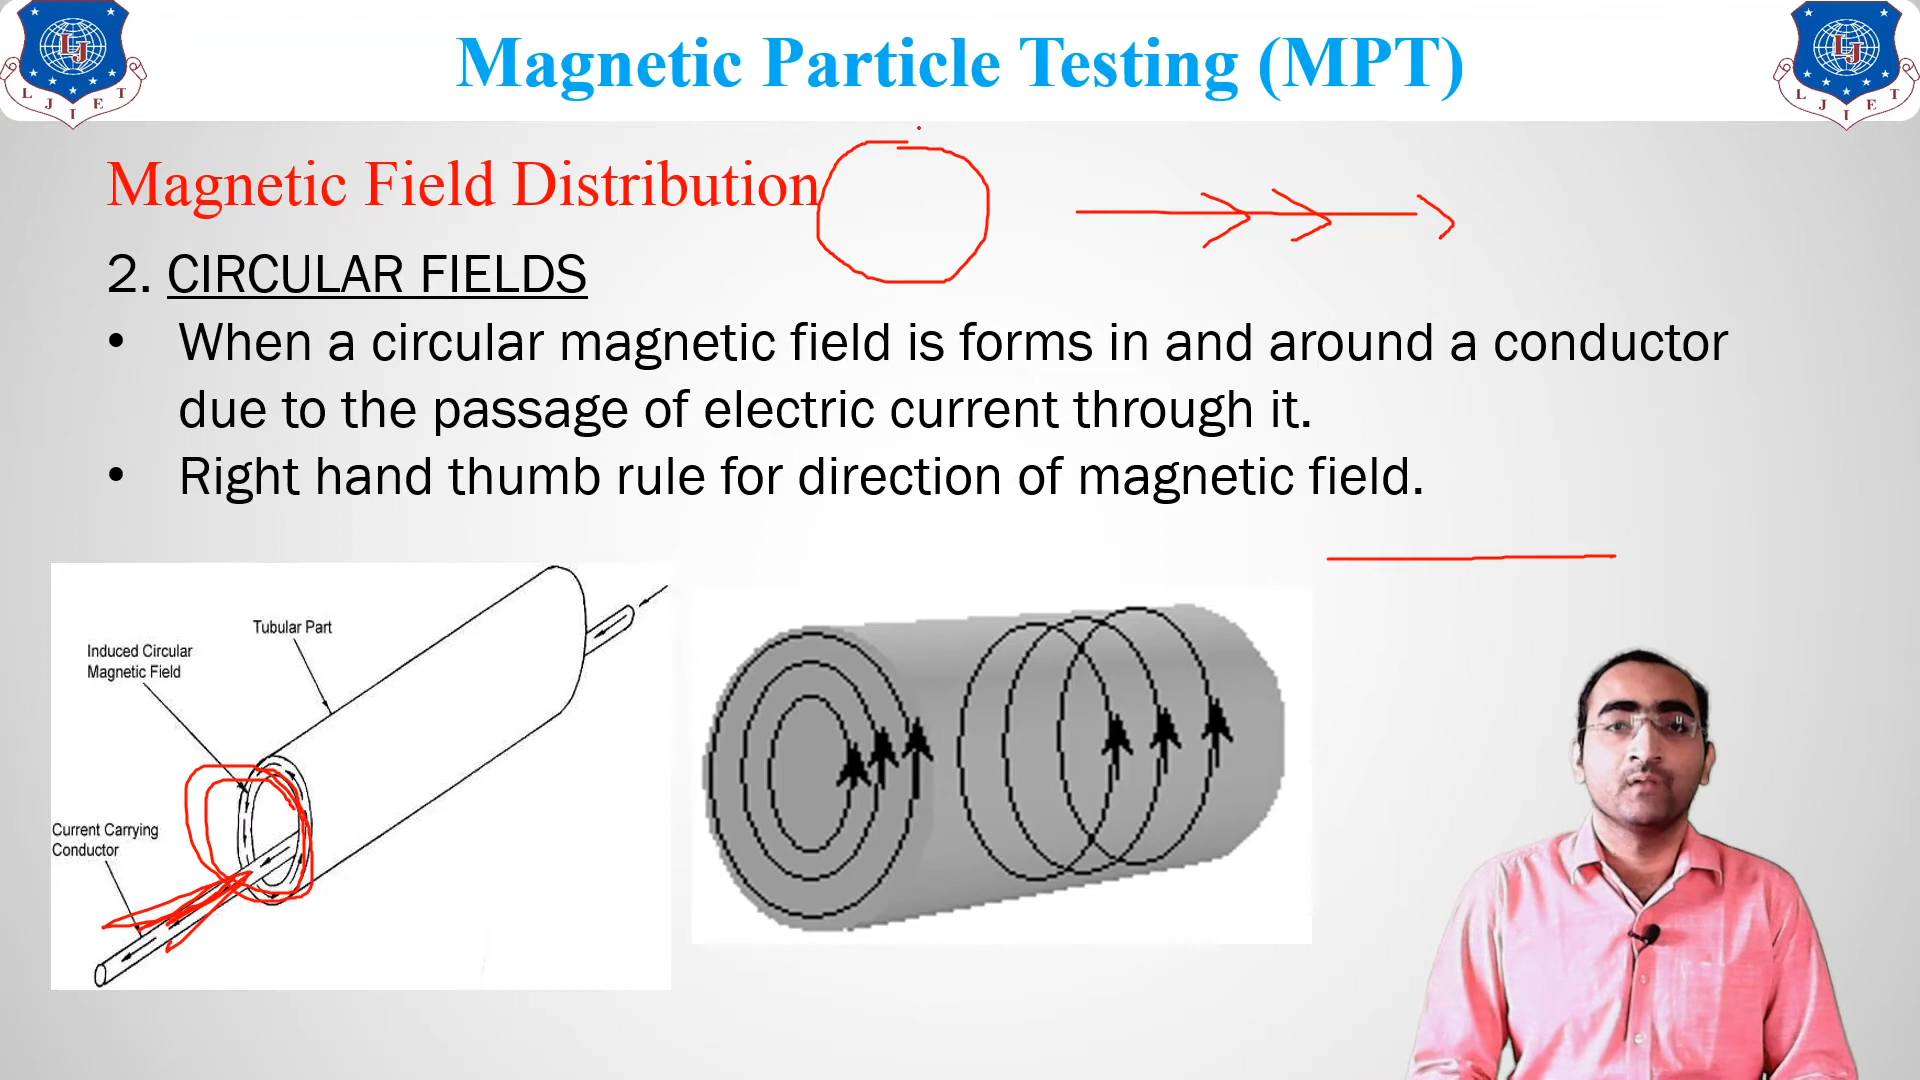 Magnetic Particle Testing (MPT)
LJ
L J I E T
LJ
L J I E T
Magnetic Field Distribution
2. CIRCULAR FIELDS
• When a circular magnetic field is forms in and around a conductor
due to the passage of electric current through it.
• Right hand thumb rule for direction of magnetic field.
Tubular Part
Induced Circular
Magnetic Field
Current Carrying
Conductor